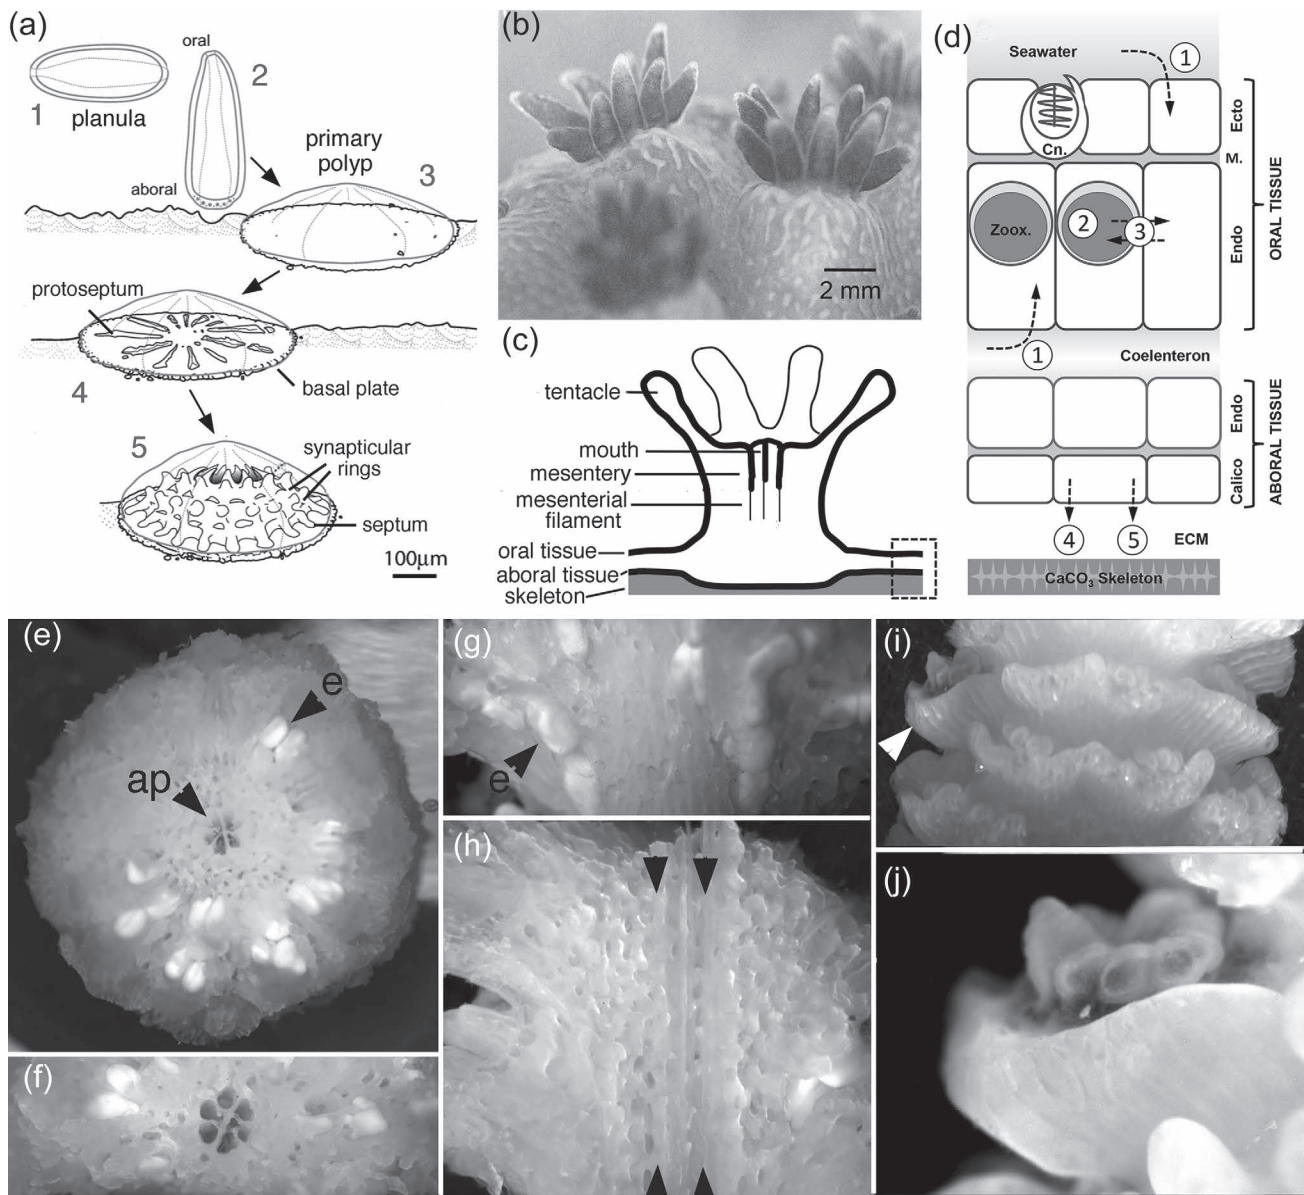 (a)
oral
2
1
planula
primary
polyp
3
aboral
protoseptum
4
basal plate
5
synapticular
rings
septum
100µm
(b)
2 mm
(c)
tentacle
mouth
mesentery
mesenterial
filament
oral tissue
aboral tissue
skeleton
(d)
Seawater
1
Cn.
Ecto
M.
Zoox.
2
3
Endo
ORAL TISSUE
1
Coelenteron
Endo
Calico
ABORAL TISSUE
4
5
ECM
CaCO₃ Skeleton
(e)
e
ap
(f)
(g)
e
(h)
(i)
(j)